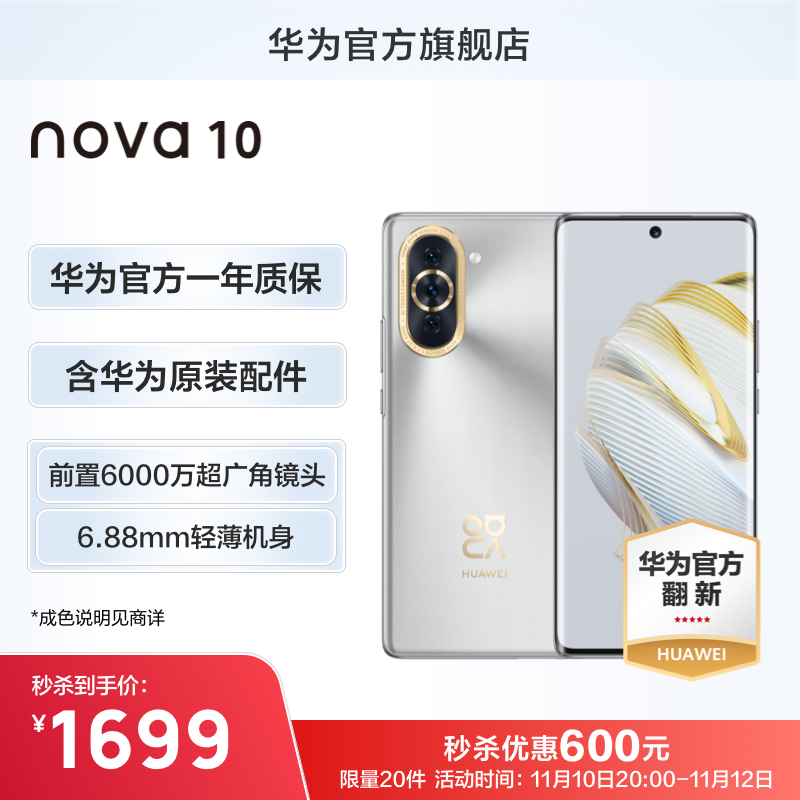 华为官方旗舰店
nova 10
华为官方一年质保
含华为原装配件
前置6000万超广角镜头
6.88mm轻薄机身
*成色说明见商详
HUAWEI
华为官方
翻新
HUAWEI
秒杀到手价：
¥1699
秒杀优惠600元
限量20件 活动时间：11月10日20:00-11月12日